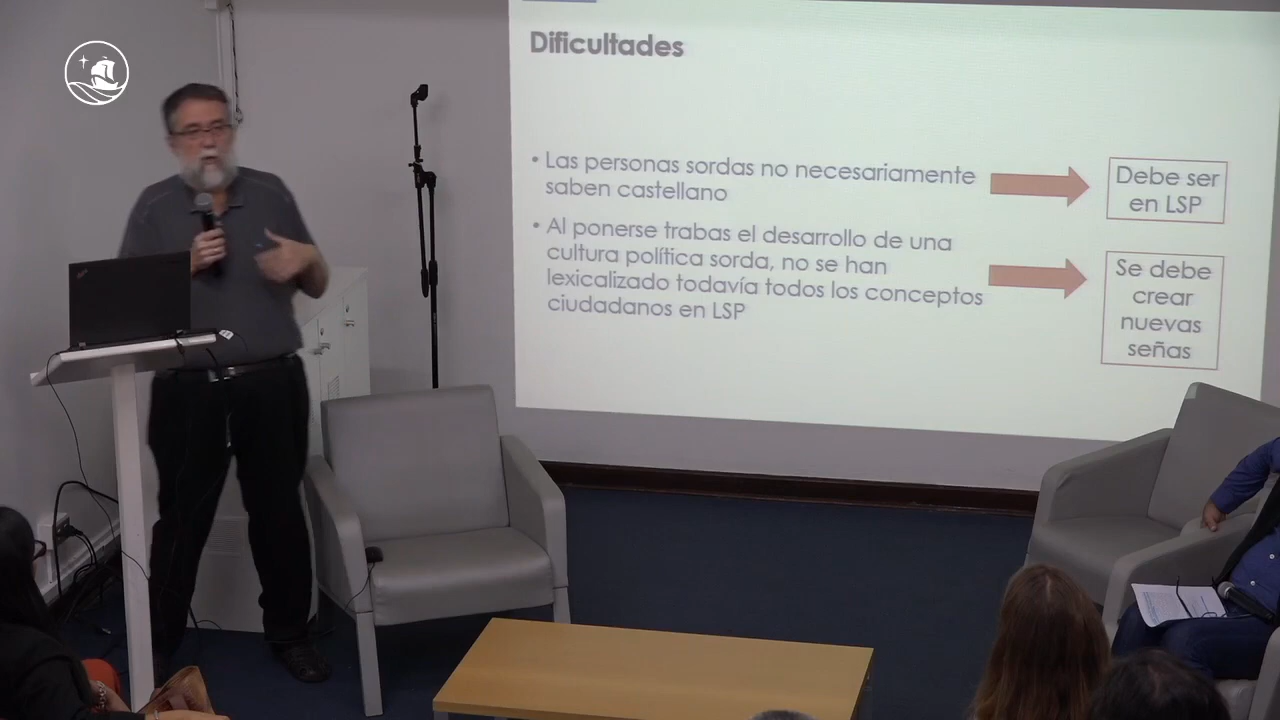 Dificultades
• Las personas sordas no necesariamente
saben castellano
Debe ser
en LSP
• Al ponerse trabas el desarrollo de una
cultura política sorda, no se han
lexicalizado todavía todos los conceptos
ciudadanos en LSP
Se debe
crear
nuevas
señas